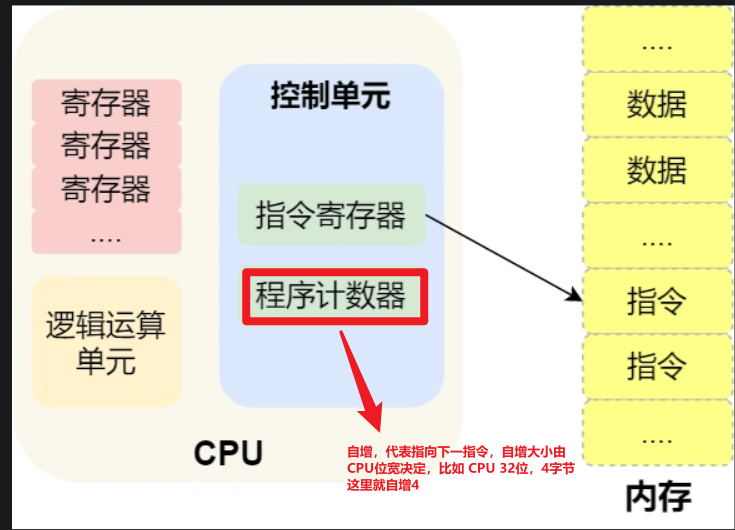 寄存器
寄存器
寄存器
....
逻辑运算
单元
CPU
控制单元
指令寄存器
程序计数器
自增，代表指向下一指令，自增大小由
CPU位宽决定，比如 CPU 32位，4字节
这里就自增4
....
数据
数据
....
指令
指令
....
内存